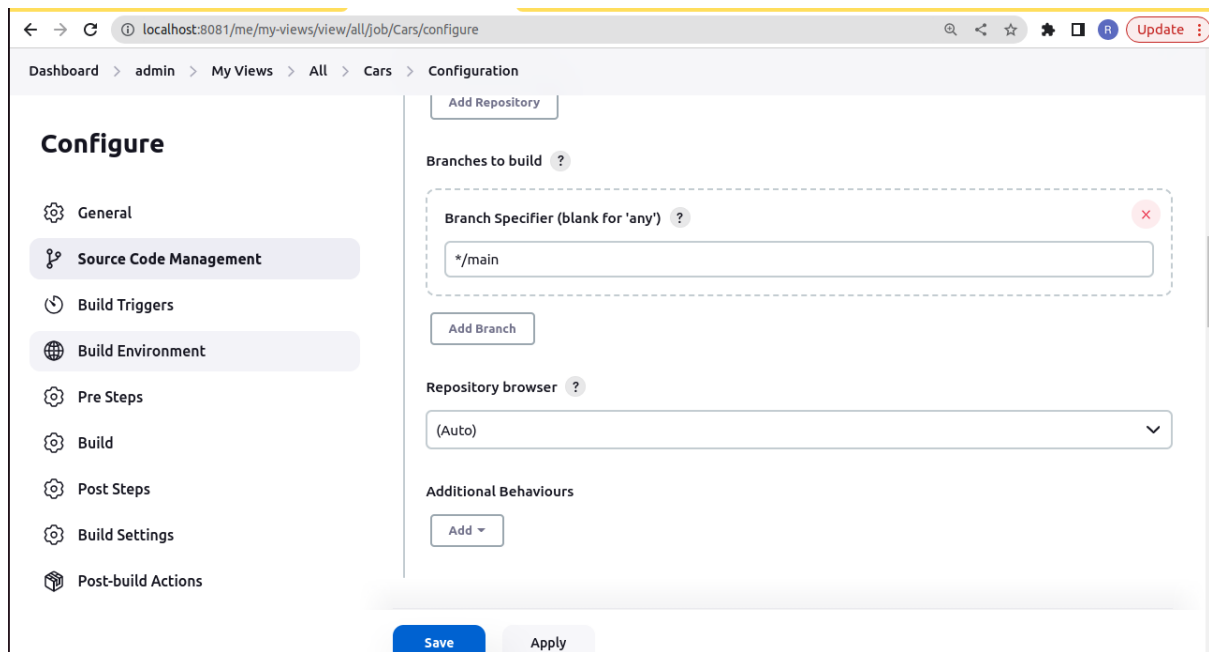 localhost:8081/me/my-views/view/all/job/Cars/configure
R
Update
Dashboard > admin > My Views > All > Cars > Configuration
Configure
General
Source Code Management
Build Triggers
Build Environment
Pre Steps
Build
Post Steps
Build Settings
Post-build Actions
Add Repository
Branches to build ?
Branch Specifier (blank for 'any') ?
*/main
Add Branch
Repository browser ?
(Auto)
Additional Behaviours
Add
Save Apply